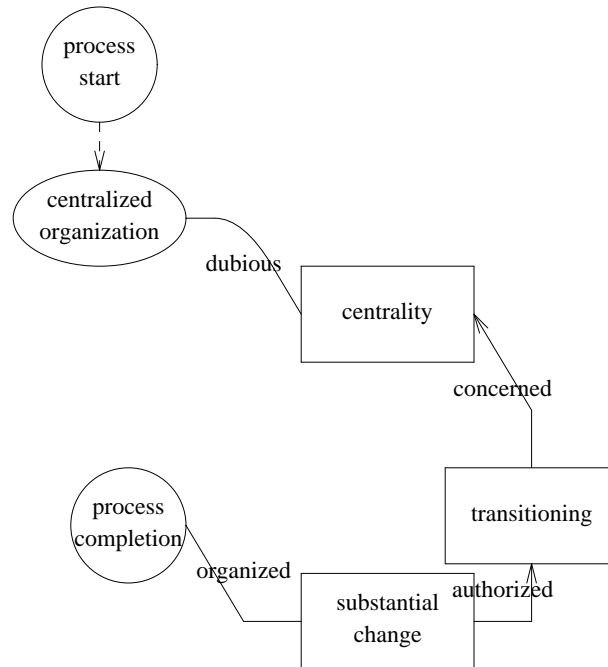 process
start
centralized
organization
dubious
centrality
concerned
process
completion
transitioning
organized
authorized
substantial
change